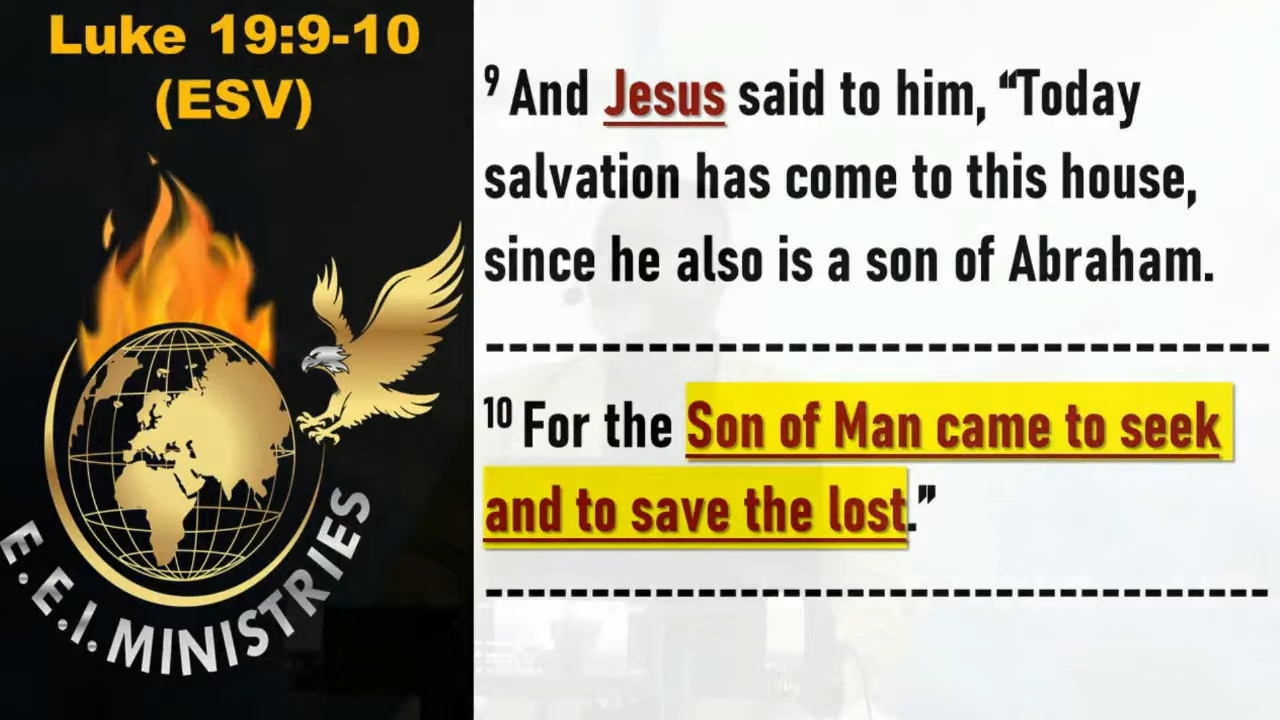 Luke 19:9-10
(ESV)
E.E.I. MINISTRIES
9 And Jesus said to him, “Today
salvation has come to this house,
since he also is a son of Abraham.
------------------------------------
10 For the Son of Man came to seek
and to save the lost.”
------------------------------------